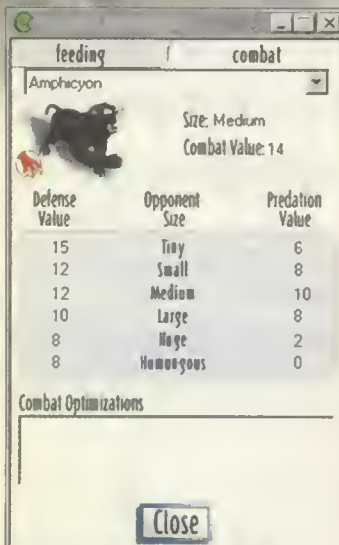 feeding / combat
Amphicyon
Size: Medium
Combat Value: 14
Defense Value Opponent Size Predation Value
15 Tiny 6
12 Small 8
12 Medium 10
10 Large 8
8 Huge 2
8 Humongous 0
Combat Optimizations
Close